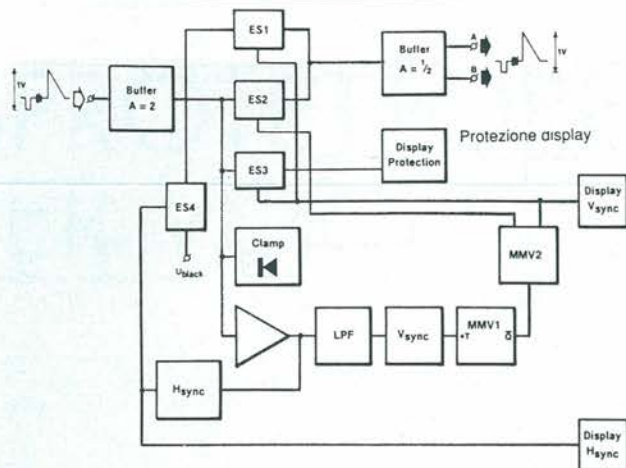 ES1
A
1V
Buffer
A = 1/2
B
1V
Buffer
A = 2
ES2
Protezione display
Display
Protection
ES3
Display
Vsync
ES4
Clamp
MMV2
Ublack
LPF
Vsync
MMV1
+T
Q̅
Hsync
Display
Hsync